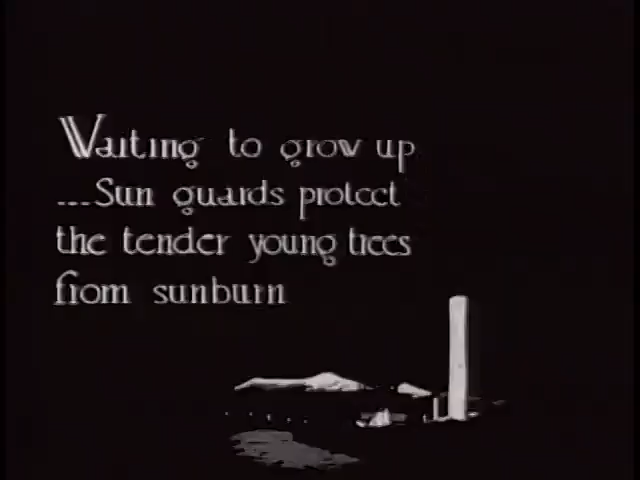 Waiting to grow up
...Sun guards protect
the tender young trees
from sunburn